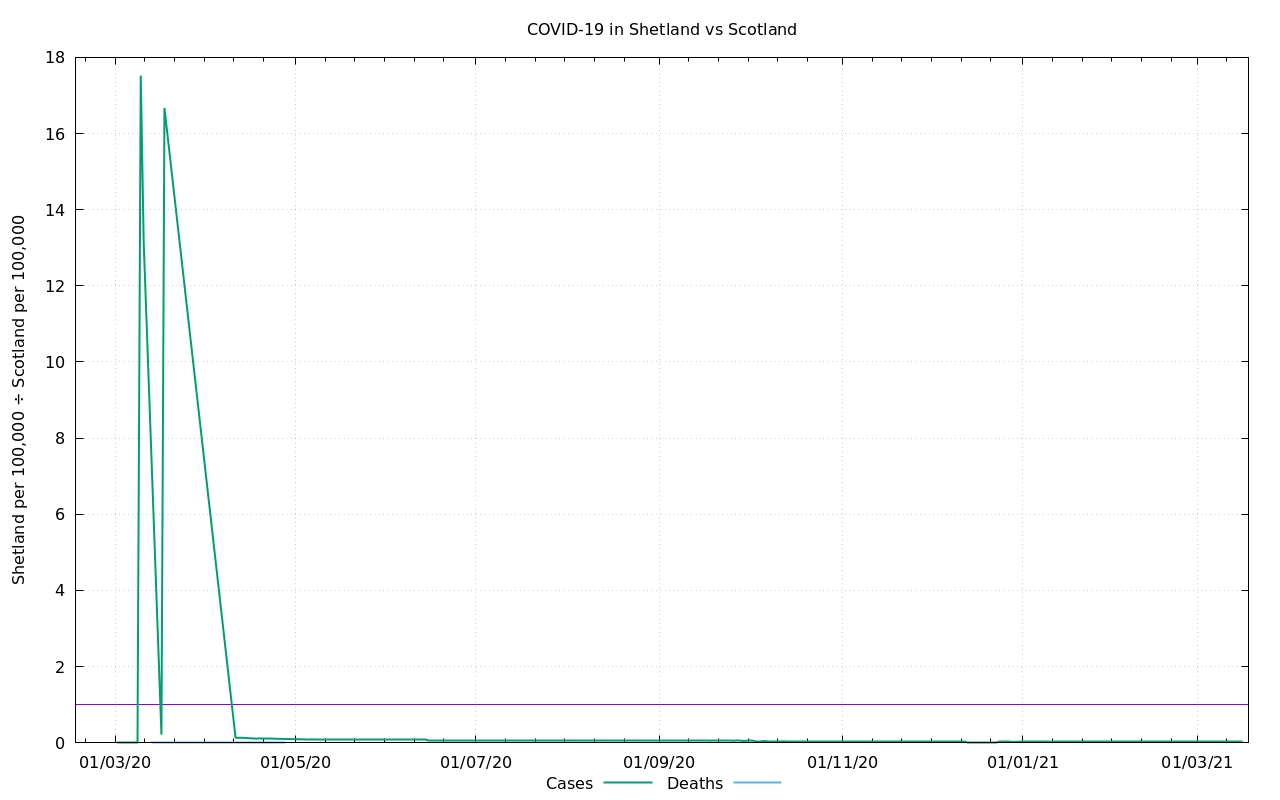 COVID-19 in Shetland vs Scotland
Shetland per 100,000 ÷ Scotland per 100,000
18
16
14
12
10
8
6
4
2
0
01/03/20 01/05/20 01/07/20 01/09/20 01/11/20 01/01/21 01/03/21
Cases Deaths